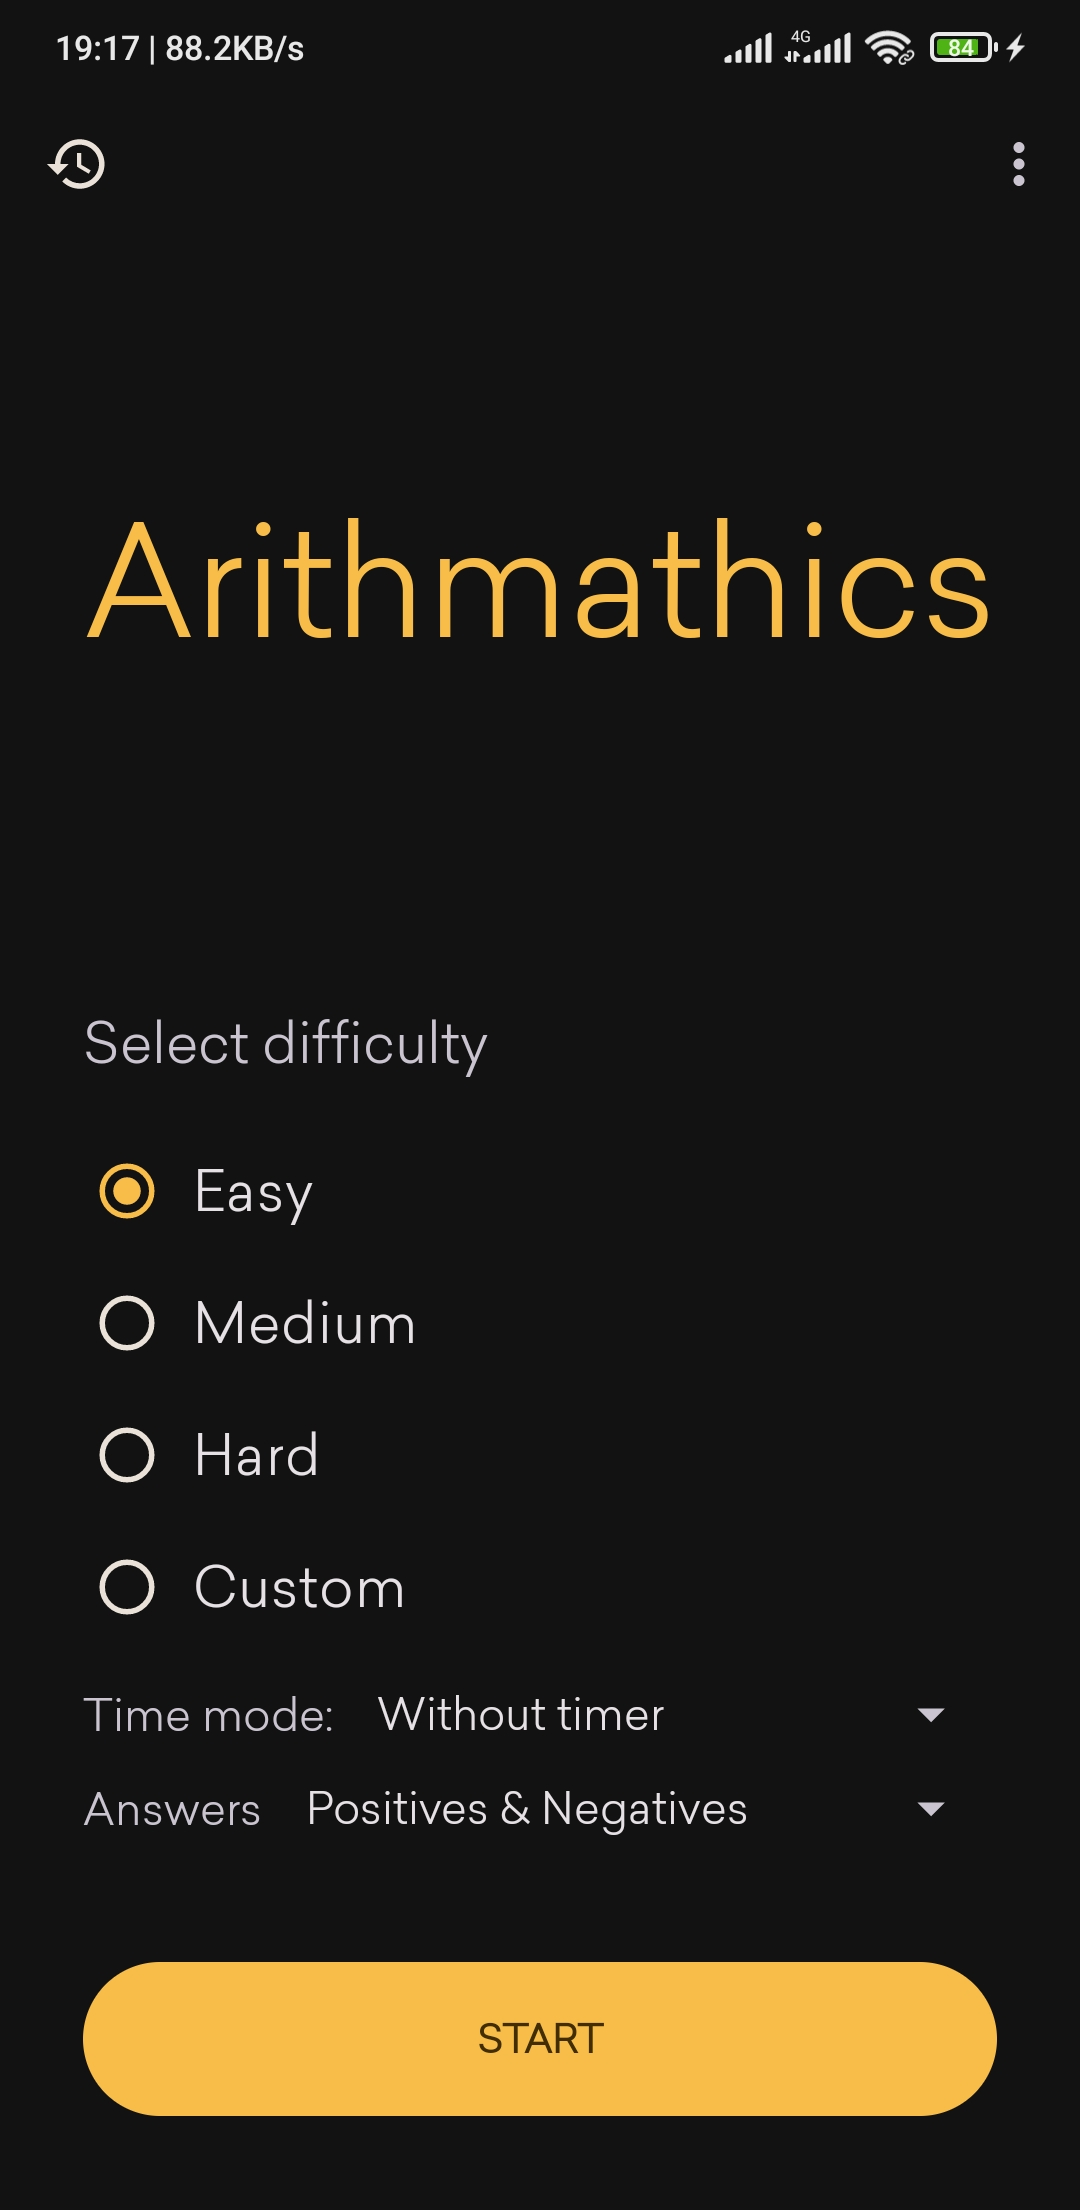 19:17 | 88.2KB/s 4G 84
Arithmathics
Select difficulty
Easy
Medium
Hard
Custom
Time mode: Without timer
Answers Positives & Negatives
START